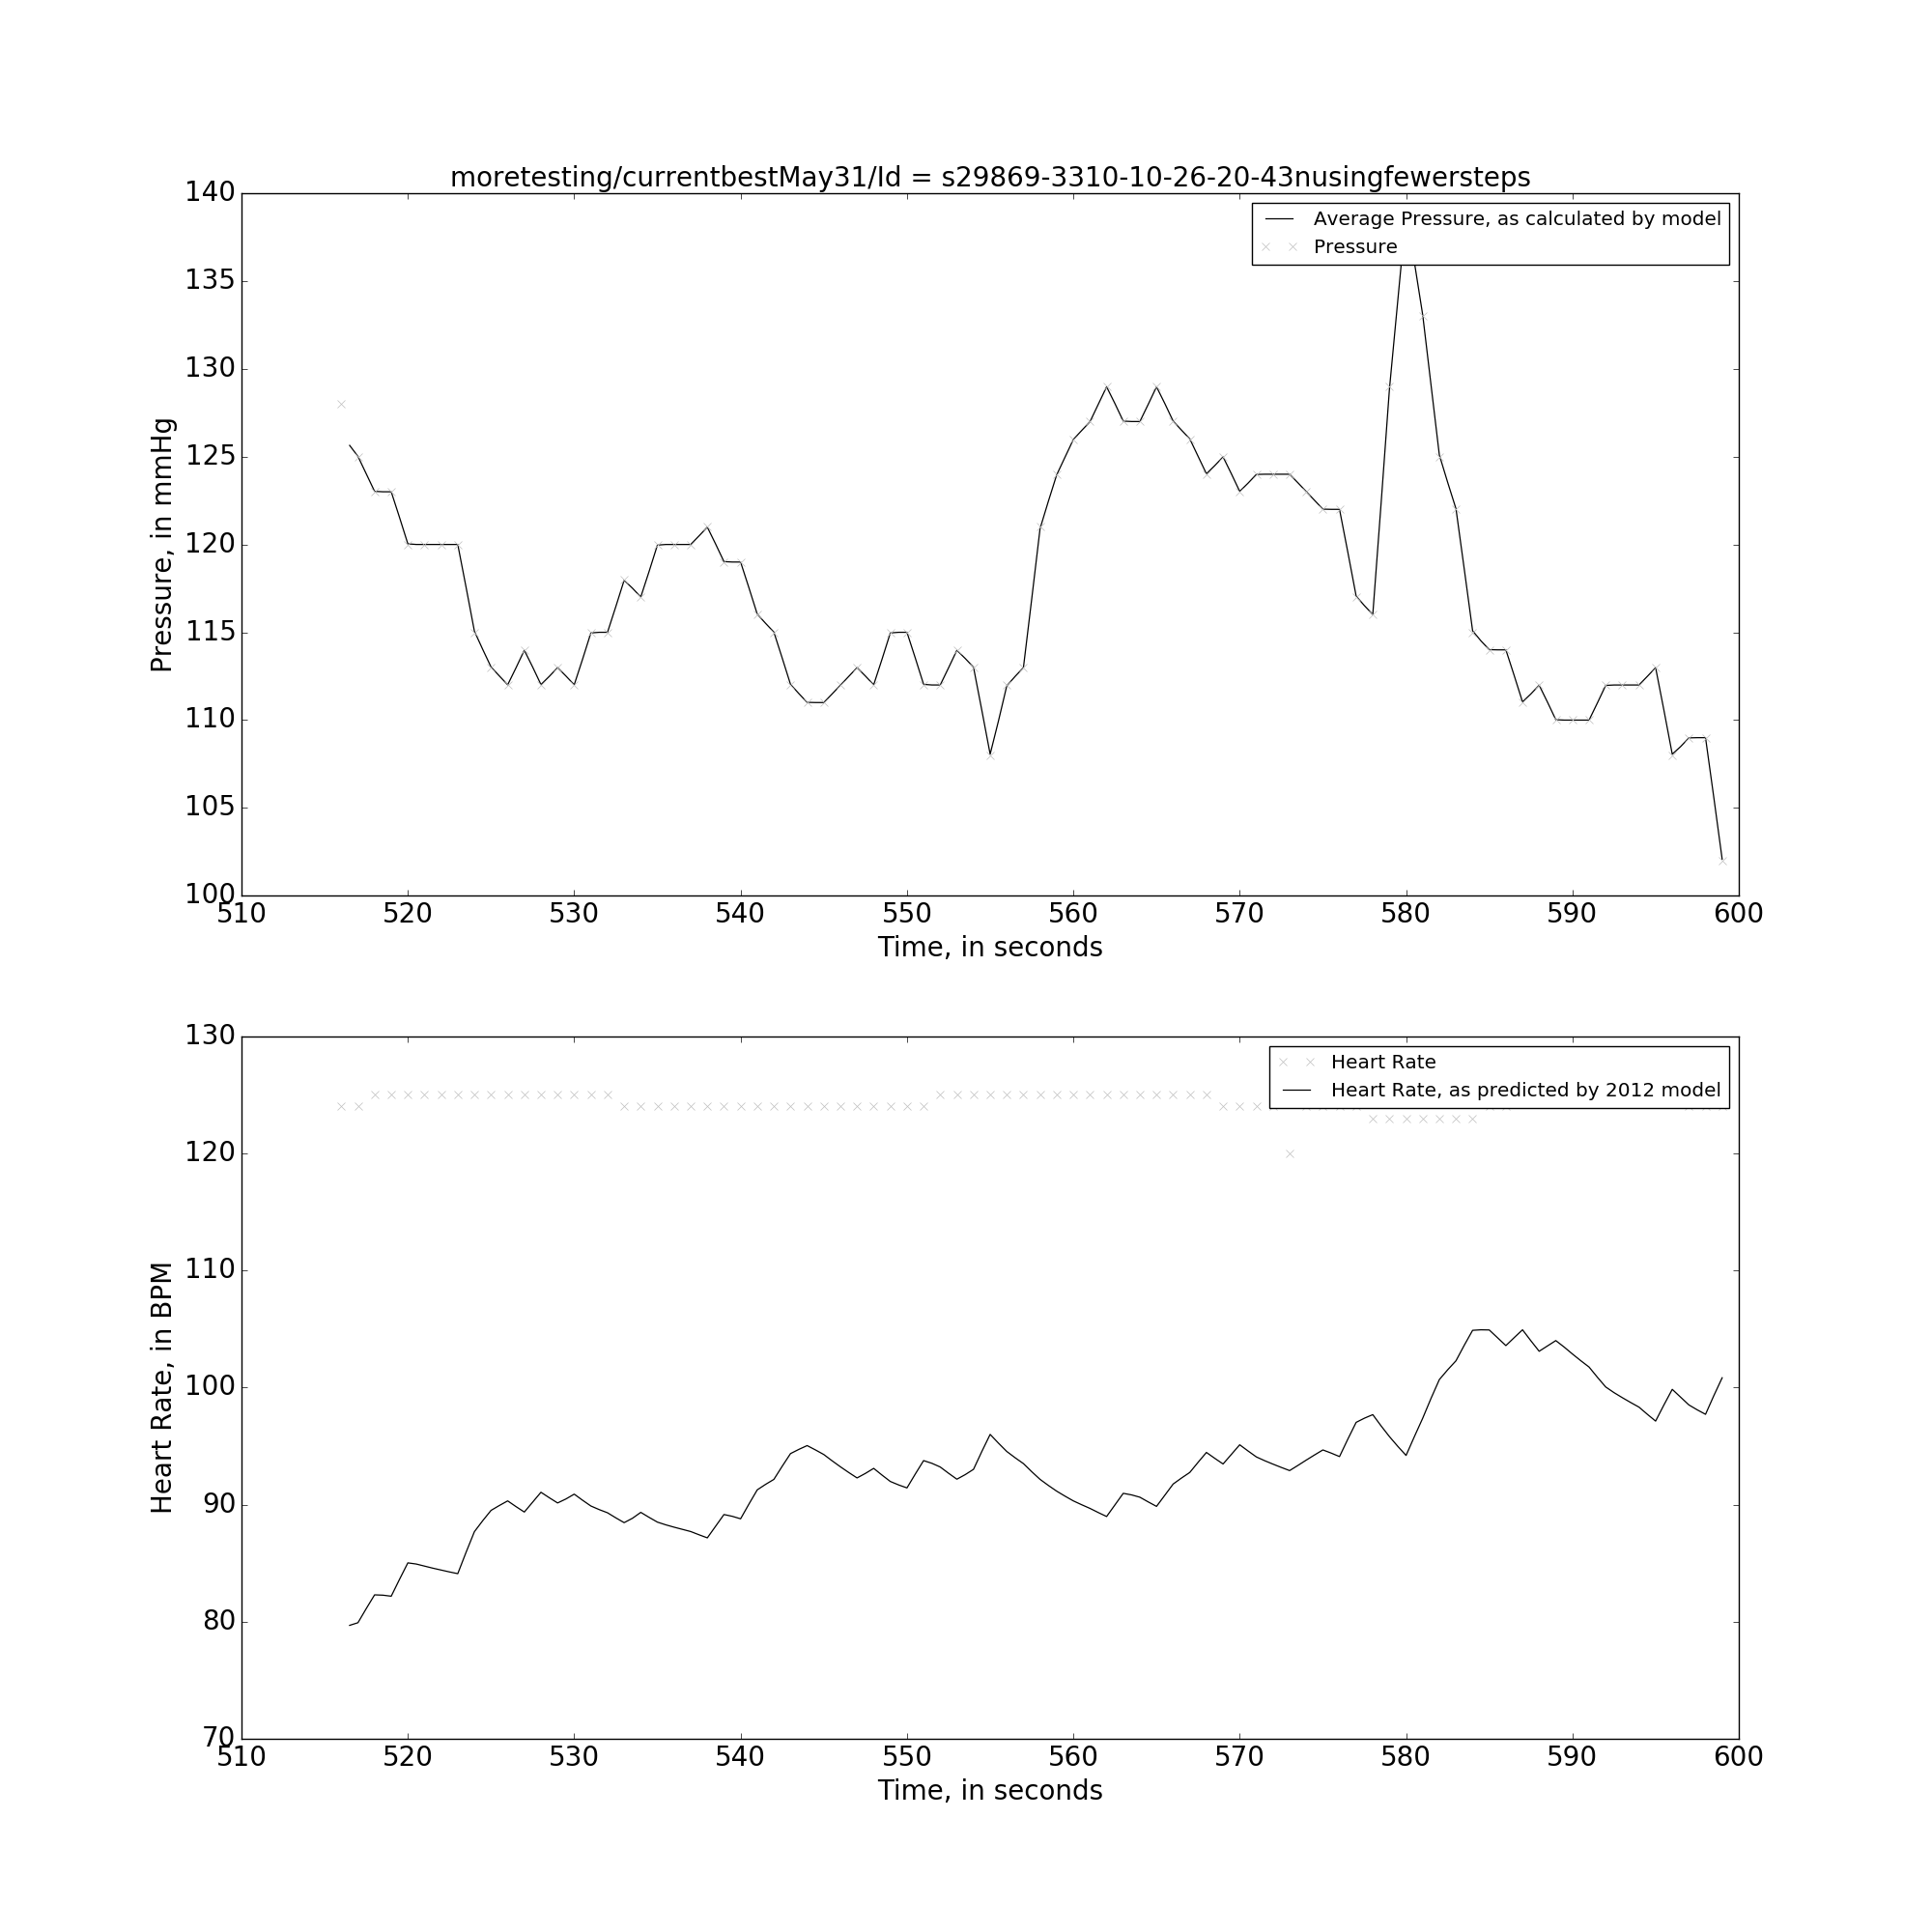 moretesting/currentbestMay31/Id = s29869-3310-10-26-20-43nusingfewersteps
140
135
130
125
120
115
110
105
100
Pressure, in mmHg
Average Pressure, as calculated by model
Pressure
510 520 530 540 550 560 570 580 590 600
Time, in seconds
130
120
110
100
90
80
70
Heart Rate, in BPM
Heart Rate
Heart Rate, as predicted by 2012 model
510 520 530 540 550 560 570 580 590 600
Time, in seconds